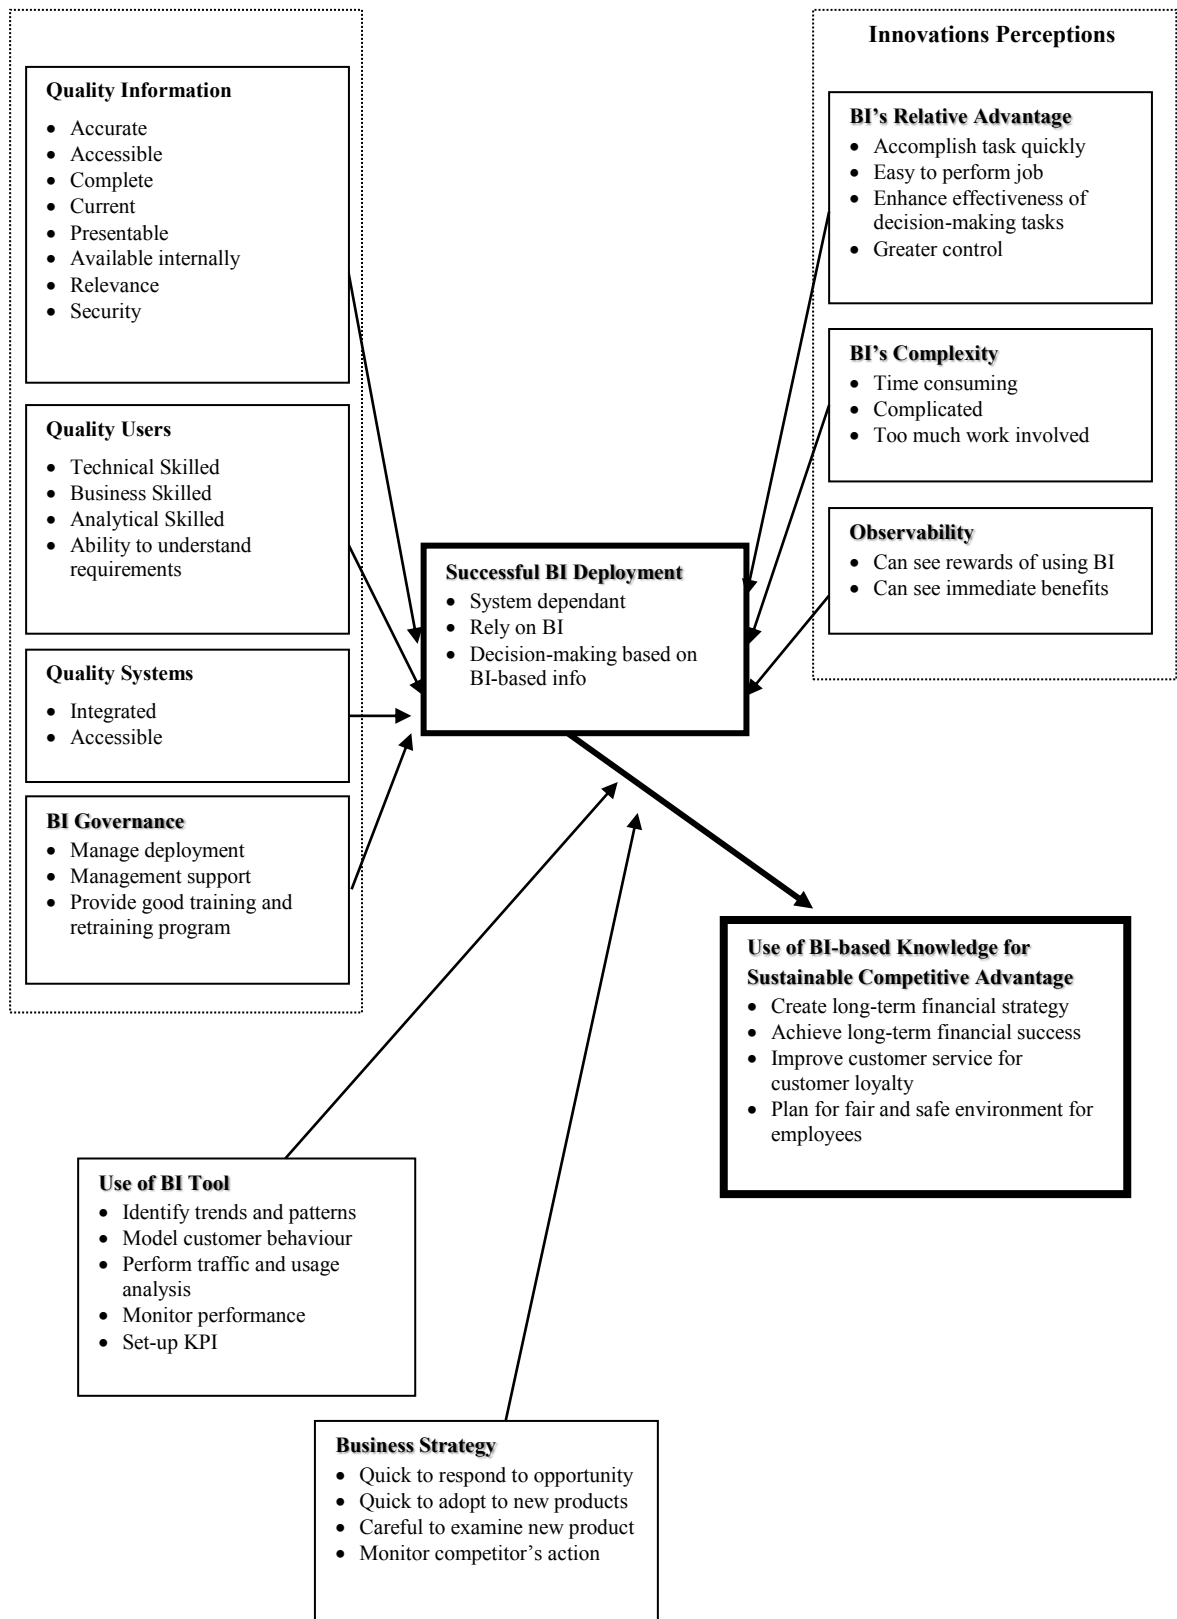 Quality Information
• Accurate
• Accessible
• Complete
• Current
• Presentable
• Available internally
• Relevance
• Security
Quality Users
• Technical Skilled
• Business Skilled
• Analytical Skilled
• Ability to understand
requirements
Quality Systems
• Integrated
• Accessible
BI Governance
• Manage deployment
• Management support
• Provide good training and
retraining program
Successful BI Deployment
• System dependant
• Rely on BI
• Decision-making based on
BI-based info
Innovations Perceptions
BI’s Relative Advantage
• Accomplish task quickly
• Easy to perform job
• Enhance effectiveness of
decision-making tasks
• Greater control
BI’s Complexity
• Time consuming
• Complicated
• Too much work involved
Observability
• Can see rewards of using BI
• Can see immediate benefits
Use of BI-based Knowledge for
Sustainable Competitive Advantage
• Create long-term financial strategy
• Achieve long-term financial success
• Improve customer service for
customer loyalty
• Plan for fair and safe environment for
employees
Use of BI Tool
• Identify trends and patterns
• Model customer behaviour
• Perform traffic and usage
analysis
• Monitor performance
• Set-up KPI
Business Strategy
• Quick to respond to opportunity
• Quick to adopt to new products
• Careful to examine new product
• Monitor competitor’s action